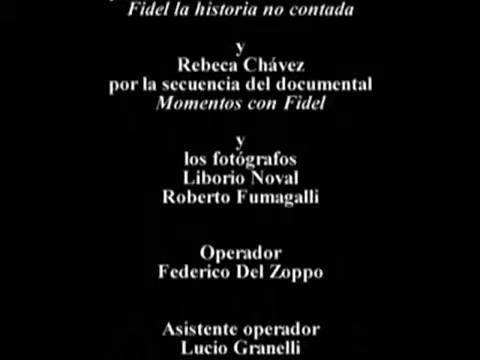 Fidel la historia no contada
y
Rebeca Chávez
por la secuencia del documental
Momentos con Fidel
y
los fotógrafos
Liborio Noval
Roberto Fumagalli
Operador
Federico Del Zoppo
Asistente operador
Lucio Granelli